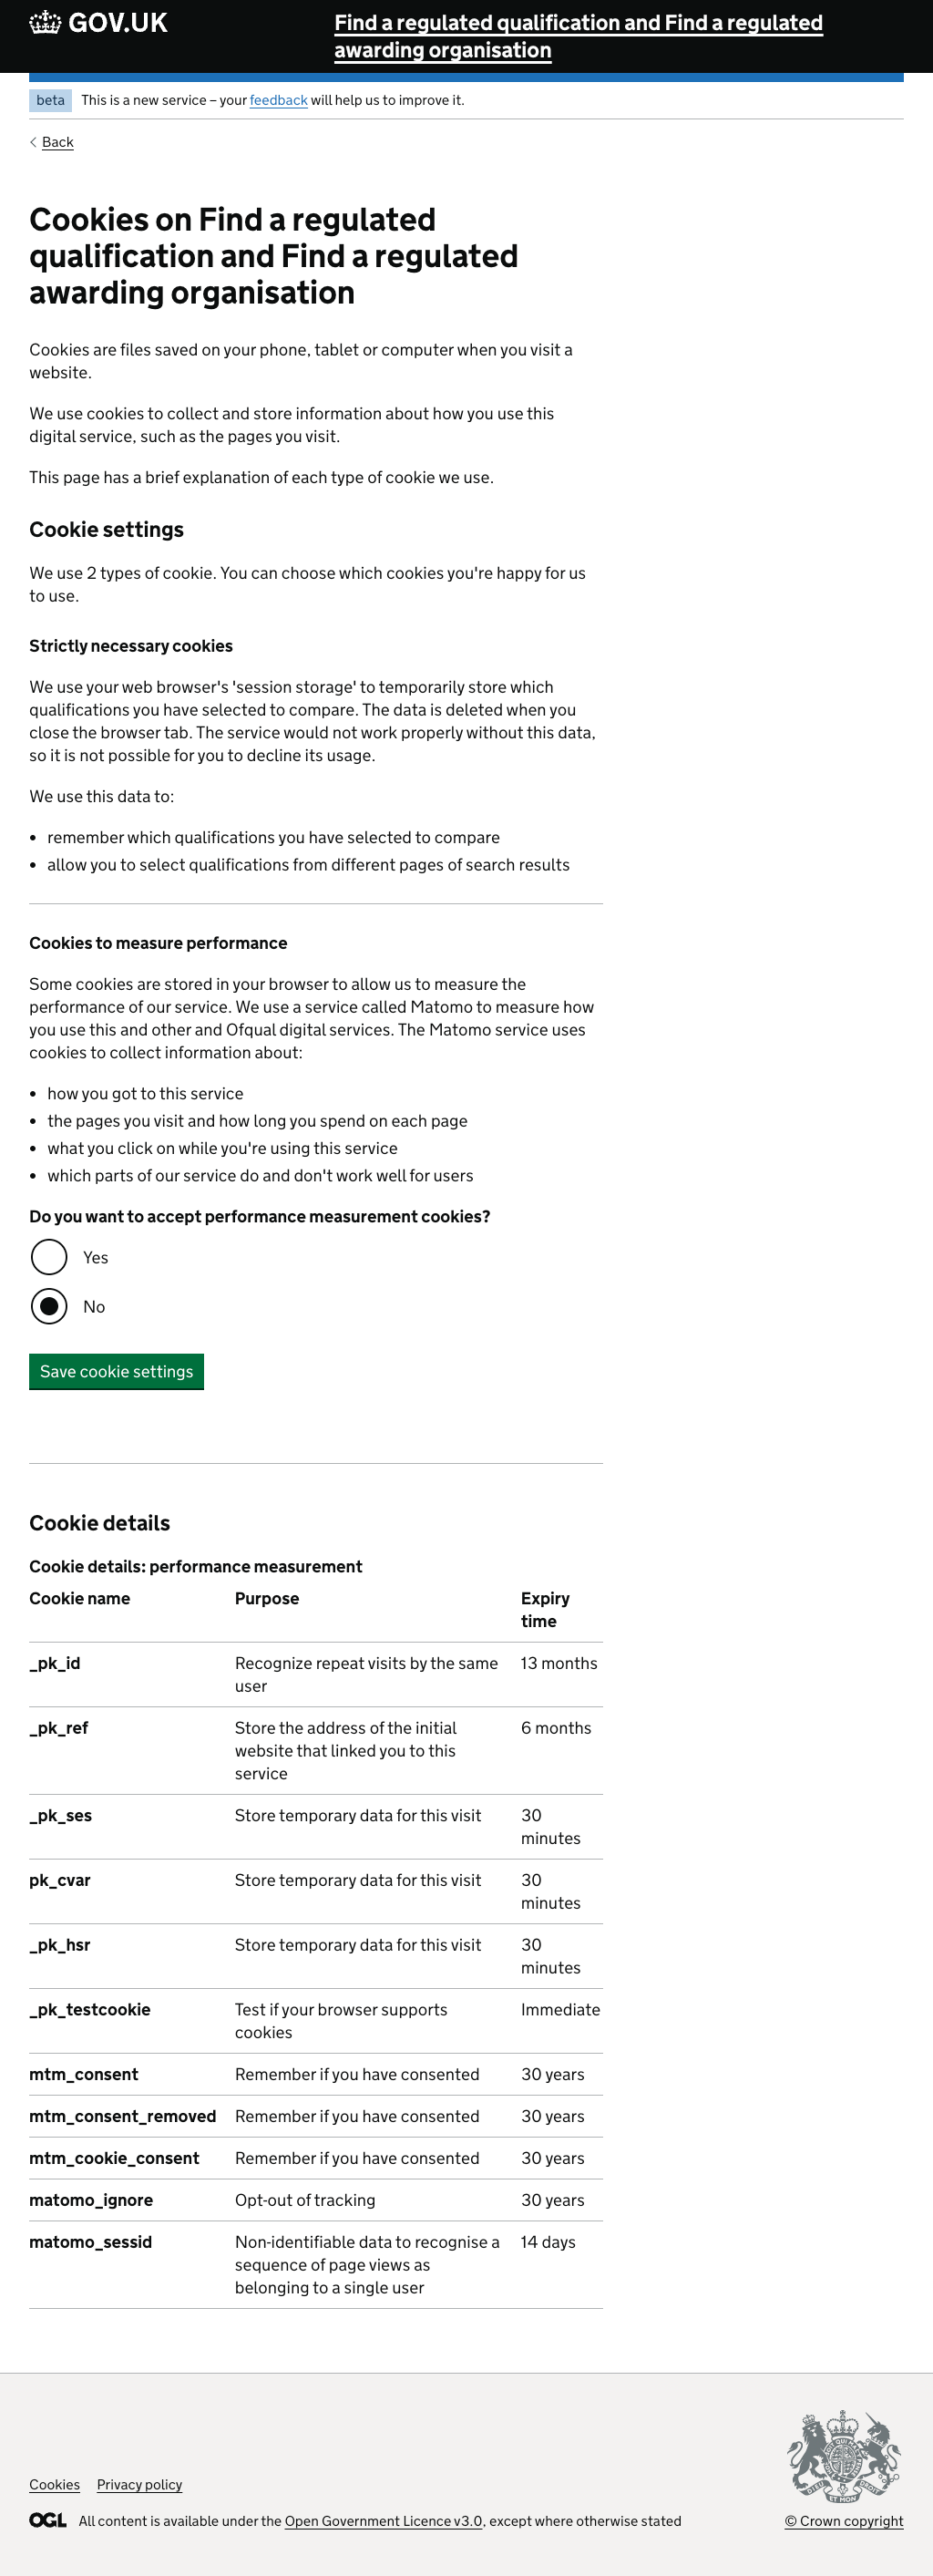 GOV.UK
Find a regulated qualification and Find a regulated
awarding organisation
beta This is a new service – your feedback will help us to improve it.
Back
Cookies on Find a regulated
qualification and Find a regulated
awarding organisation
Cookies are files saved on your phone, tablet or computer when you visit a
website.
We use cookies to collect and store information about how you use this
digital service, such as the pages you visit.
This page has a brief explanation of each type of cookie we use.
Cookie settings
We use 2 types of cookie. You can choose which cookies you're happy for us
to use.
Strictly necessary cookies
We use your web browser's 'session storage' to temporarily store which
qualifications you have selected to compare. The data is deleted when you
close the browser tab. The service would not work properly without this data,
so it is not possible for you to decline its usage.
We use this data to:
• remember which qualifications you have selected to compare
• allow you to select qualifications from different pages of search results
Cookies to measure performance
Some cookies are stored in your browser to allow us to measure the
performance of our service. We use a service called Matomo to measure how
you use this and other and Ofqual digital services. The Matomo service uses
cookies to collect information about:
• how you got to this service
• the pages you visit and how long you spend on each page
• what you click on while you're using this service
• which parts of our service do and don't work well for users
Do you want to accept performance measurement cookies?
Yes
No
Save cookie settings
Cookie details
Cookie details: performance measurement
Cookie name Purpose Expiry
time
_pk_id Recognize repeat visits by the same 13 months
user
_pk_ref Store the address of the initial 6 months
website that linked you to this
service
_pk_ses Store temporary data for this visit 30
minutes
pk_cvar Store temporary data for this visit 30
minutes
_pk_hsr Store temporary data for this visit 30
minutes
_pk_testcookie Test if your browser supports Immediate
cookies
mtm_consent Remember if you have consented 30 years
mtm_consent_removed Remember if you have consented 30 years
mtm_cookie_consent Remember if you have consented 30 years
matomo_ignore Opt-out of tracking 30 years
matomo_sessid Non-identifiable data to recognise a 14 days
sequence of page views as
belonging to a single user
Cookies Privacy policy
OGL All content is available under the Open Government Licence v3.0, except where otherwise stated
© Crown copyright